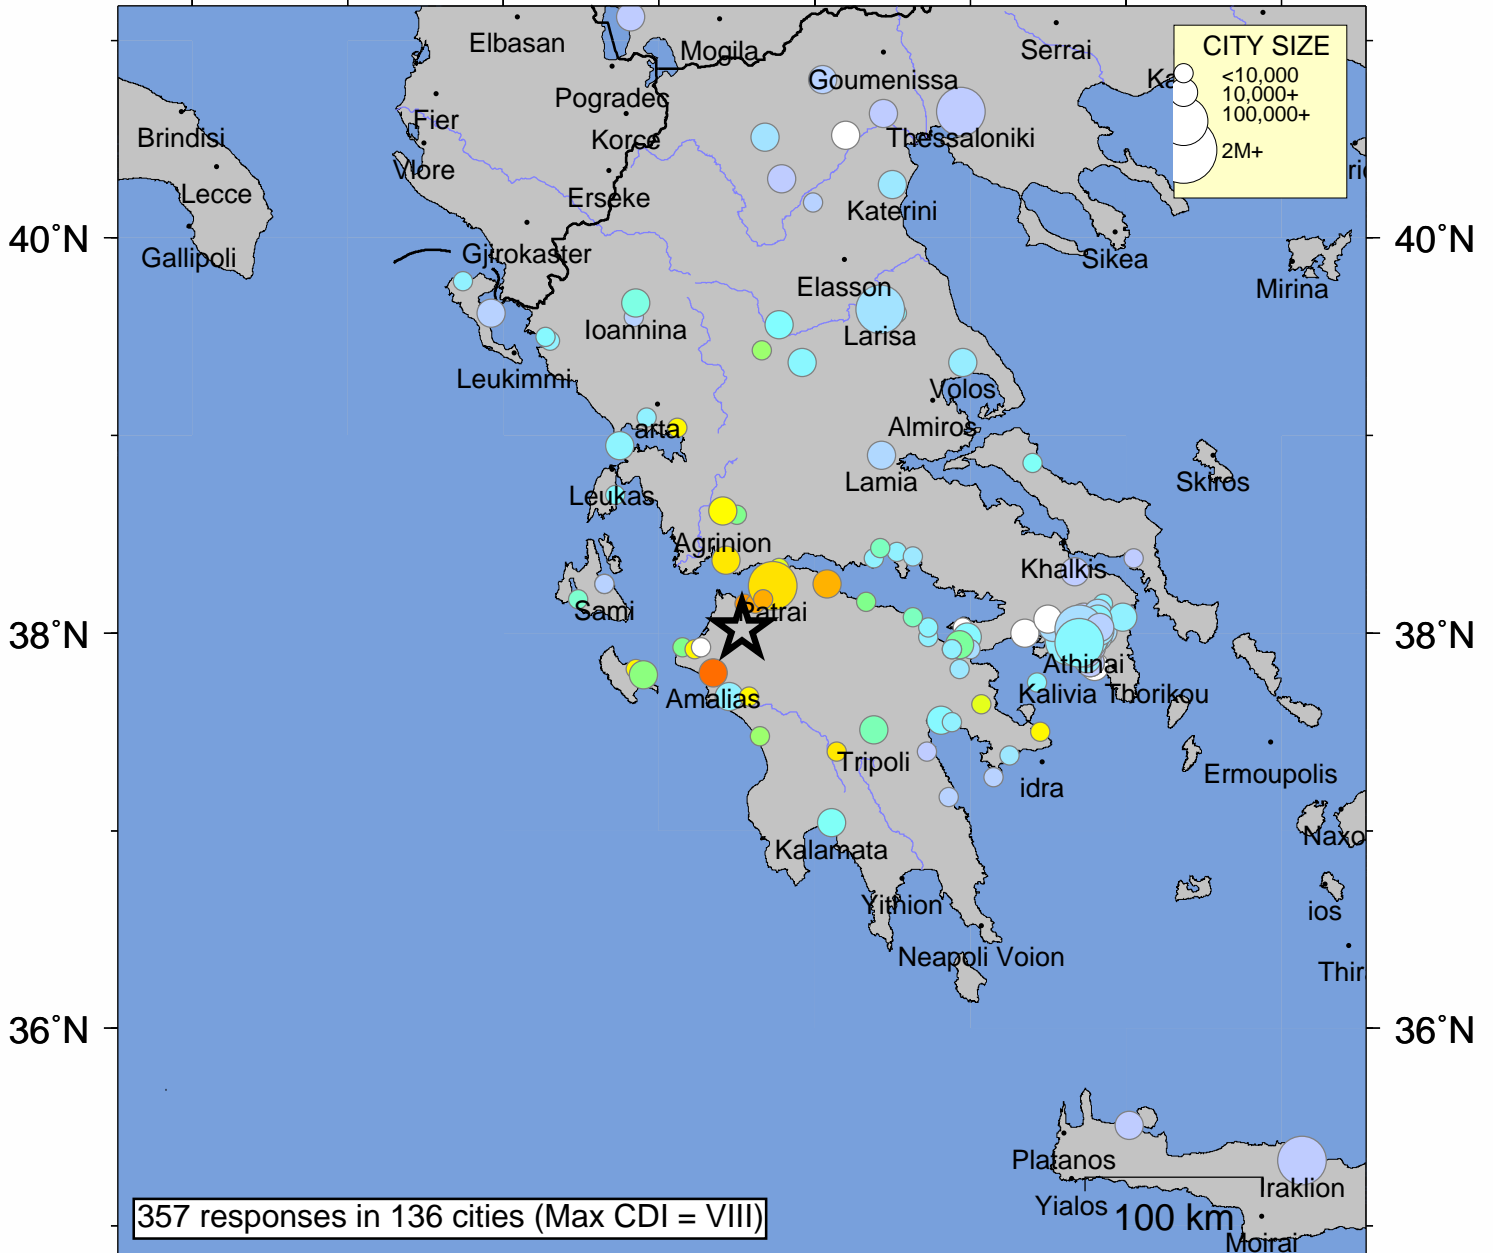 Elbasan
Mogila
Serrai
CITY SIZE
<10,000
10,000+
100,000+
2M+
Goumenissa
Ka
Pogradec
Fier
Brindisi
Korce
Thessaloniki
Vlore
Lecce
Erseke
Katerini
40°N
40°N
Gallipoli
Gjirokaster
Sikea
Mirina
Elasson
Ioannina
Larisa
Leukimmi
Volos
arta
Almiros
Lamia
Skiros
Leukas
Agrinion
Khalkis
Sami
Patrai
38°N
38°N
Athinai
Amalias
Kalivia Thorikou
Tripoli
Ermoupolis
idra
Naxo
Kalamata
Yithion
ios
Neapoli Voion
Thir
36°N
36°N
Platanos
Iraklion
Yialos
100 km
357 responses in 136 cities (Max CDI = VIII)
Moirai